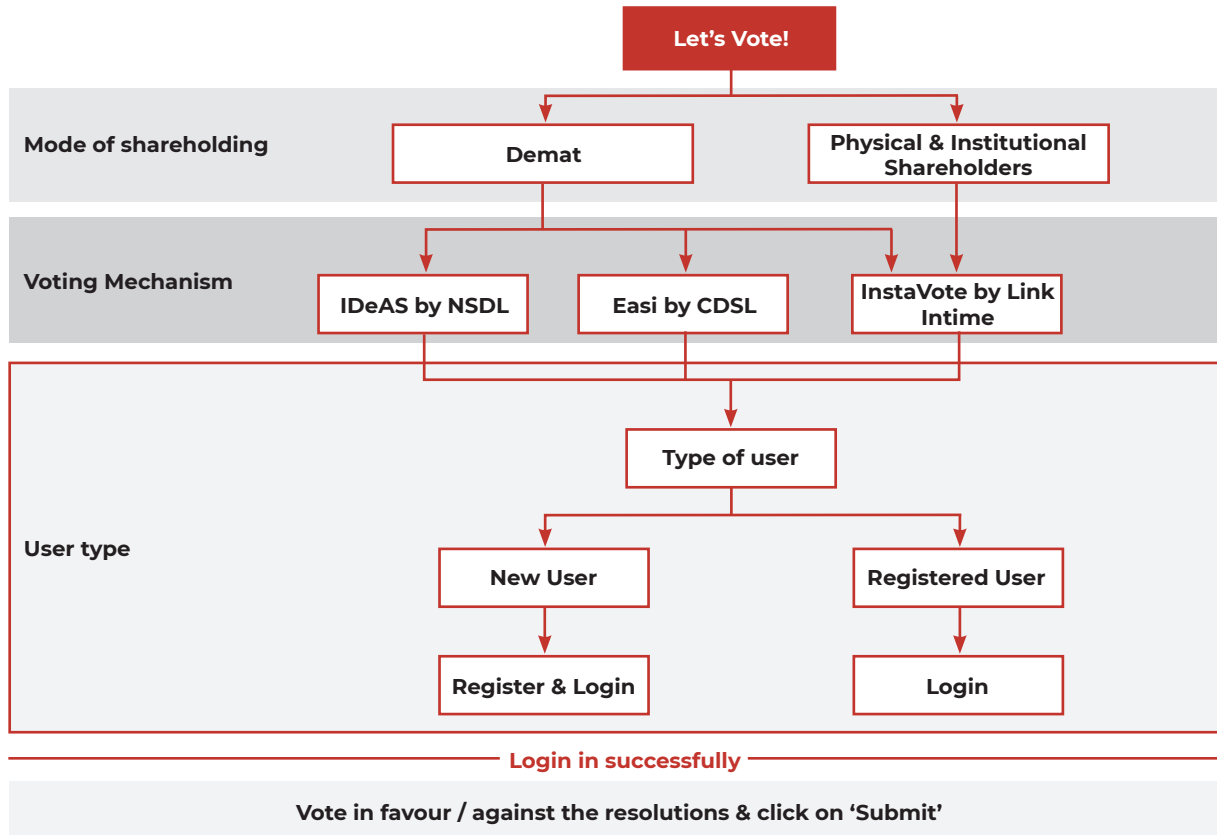 Let’s Vote!
Mode of shareholding
Demat
Physical & Institutional
Shareholders
Voting Mechanism
IDeAS by NSDL
Easi by CDSL
InstaVote by Link
Intime
Type of user
User type
New User
Registered User
Register & Login
Login
Login in successfully
Vote in favour / against the resolutions & click on ‘Submit’